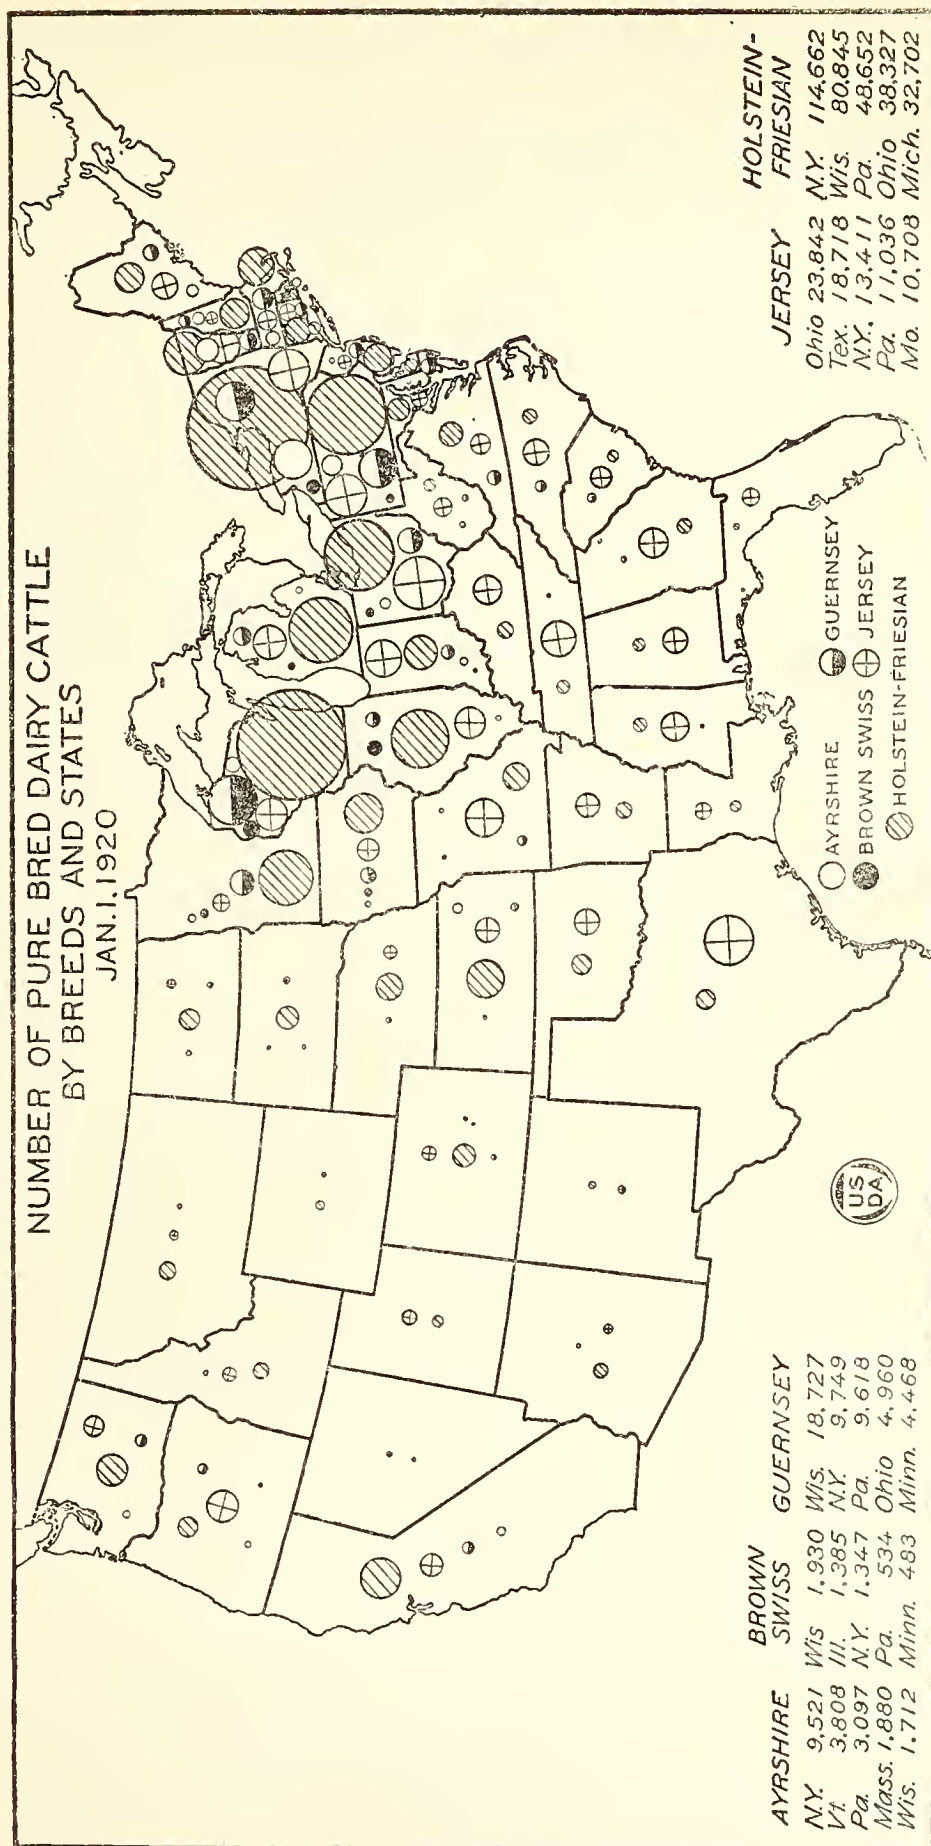 NUMBER OF PURE BRED DAIRY CATTLE
BY BREEDS AND STATES
JAN.1.1920
AYRSHIRE
GUERNSEY
BROWN SWISS
JERSEY
HOLSTEIN-FRIESIAN
US
DA
AYRSHIRE
N.Y. 9,521
Vt. 3,808
Pa. 3,097
Mass. 1,880
Wis. 1,712
BROWN
SWISS
Wis 1,930
Ill. 1,385
N.Y. 1,347
Pa. 534
Minn. 483
GUERNSEY
Wis. 18,727
N.Y. 9,749
Pa. 9,618
Ohio 4,960
Minn. 4,468
JERSEY
Ohio 23,842
Tex. 18,718
N.Y. 13,411
Pa. 11,036
Mo. 10,708
HOLSTEIN-
FRIESIAN
N.Y. 114,662
Wis. 80,845
Pa. 48,652
Ohio 38,327
Mich. 32,702